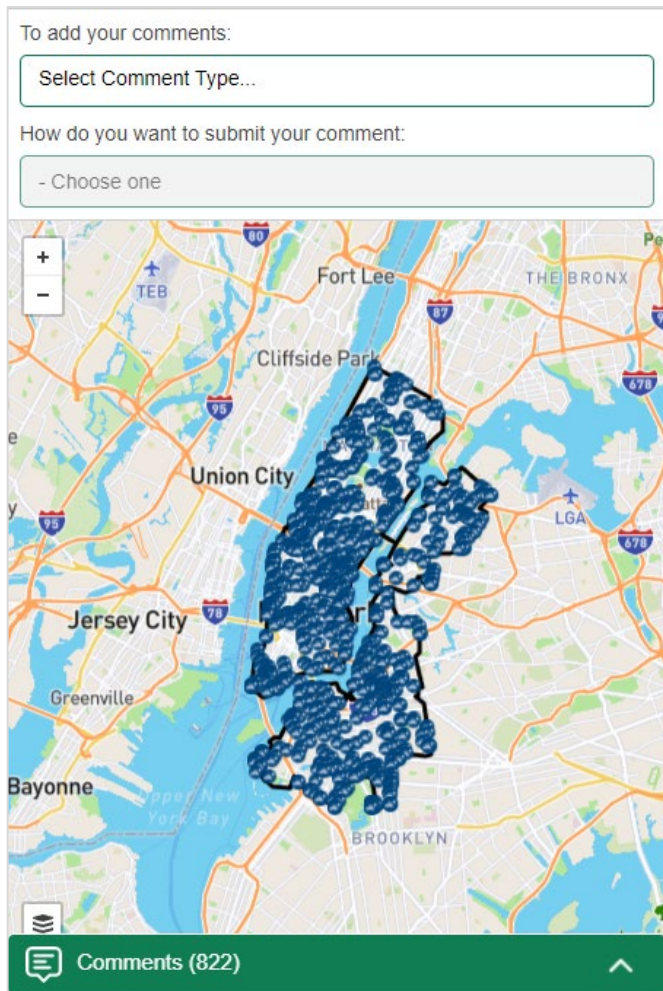 To add your comments:
Select Comment Type...
How do you want to submit your comment:
- Choose one
+
80
−
TEB
Fort Lee
THE BRONX
87
Cliffside Park
678
95
Union City
LGA
95
678
78
Jersey City
Greenville
Bayonne
Upper New
York Bay
BROOKLYN
Comments (822)